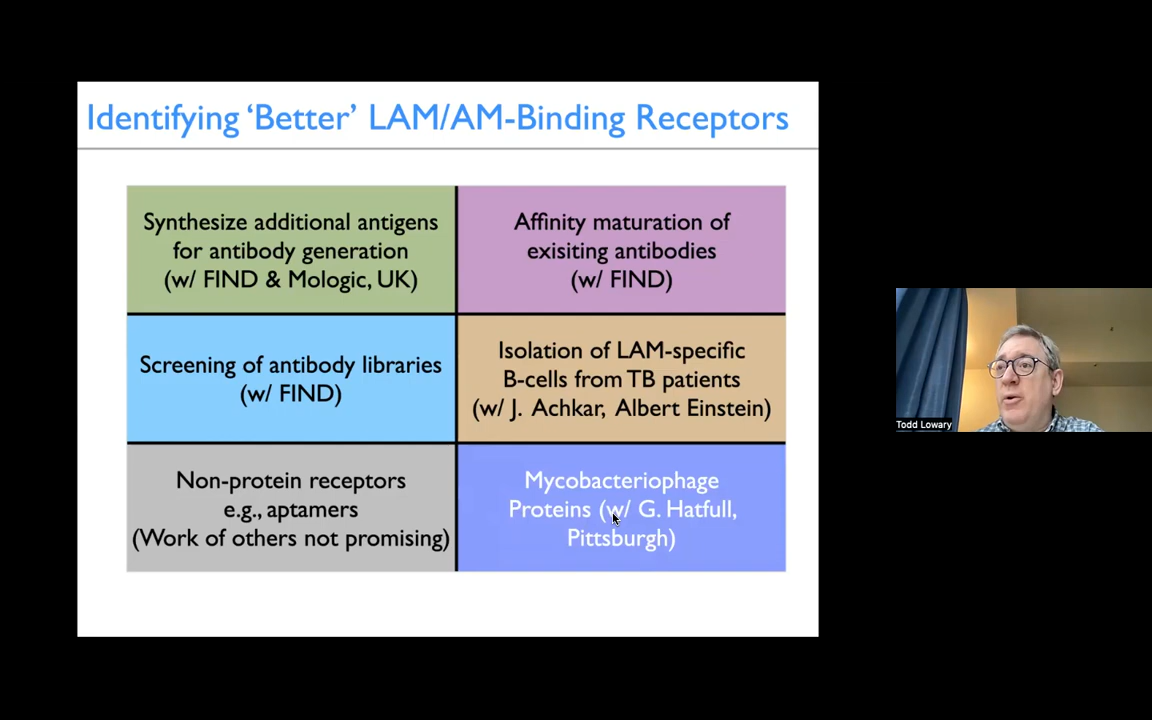 Identifying ‘Better’ LAM/AM-Binding Receptors
Synthesize additional antigens
for antibody generation
(w/ FIND & Mologic, UK)
Affinity maturation of
exisiting antibodies
(w/ FIND)
Screening of antibody libraries
(w/ FIND)
Isolation of LAM-specific
B-cells from TB patients
(w/ J. Achkar, Albert Einstein)
Non-protein receptors
e.g., aptamers
(Work of others not promising)
Mycobacteriophage
Proteins (w/ G. Hatfull,
Pittsburgh)
Todd Lowary